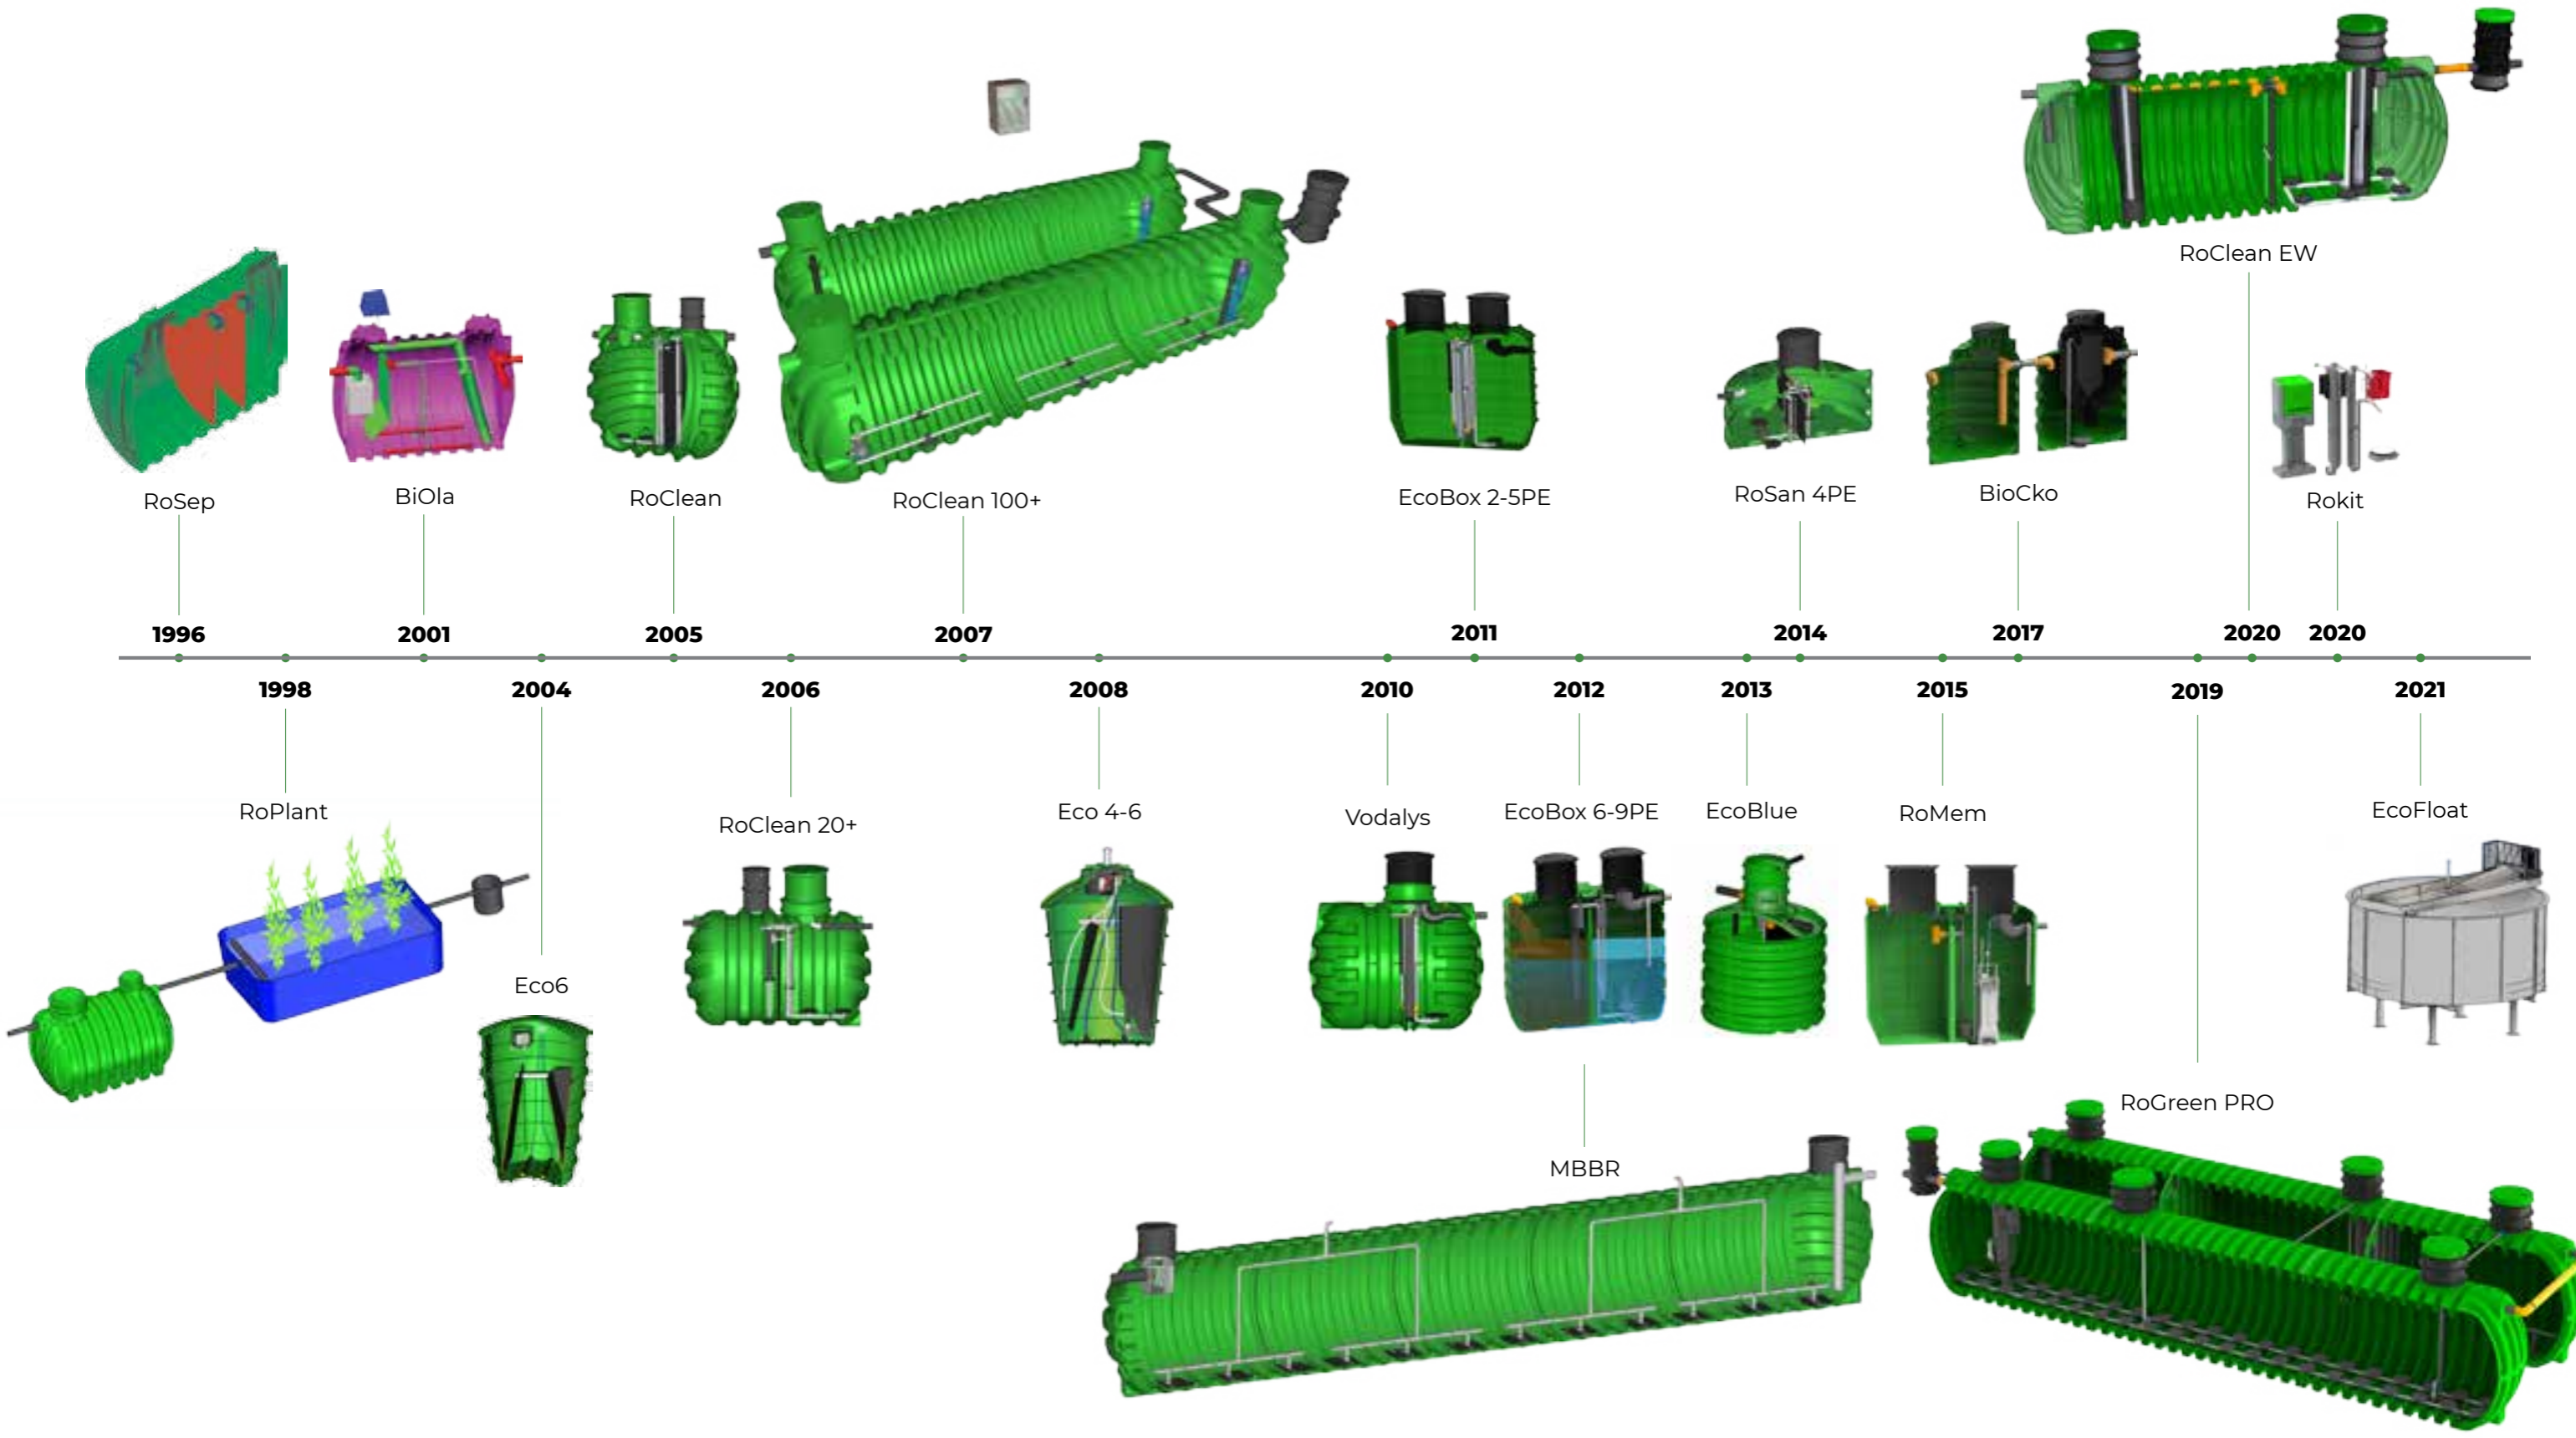 RoClean EW
RoSep
BiOla
RoClean
RoClean 100+
EcoBox 2-5PE
RoSan 4PE
BioCko
Rokit
1996
2001
2005
2007
2011
2014
2017
2020
2020
1998
2004
2006
2008
2010
2012
2013
2015
2019
2021
RoPlant
RoClean 20+
Eco 4-6
Vodalys
EcoBox 6-9PE
EcoBlue
RoMem
EcoFloat
Eco6
RoGreen PRO
MBBR